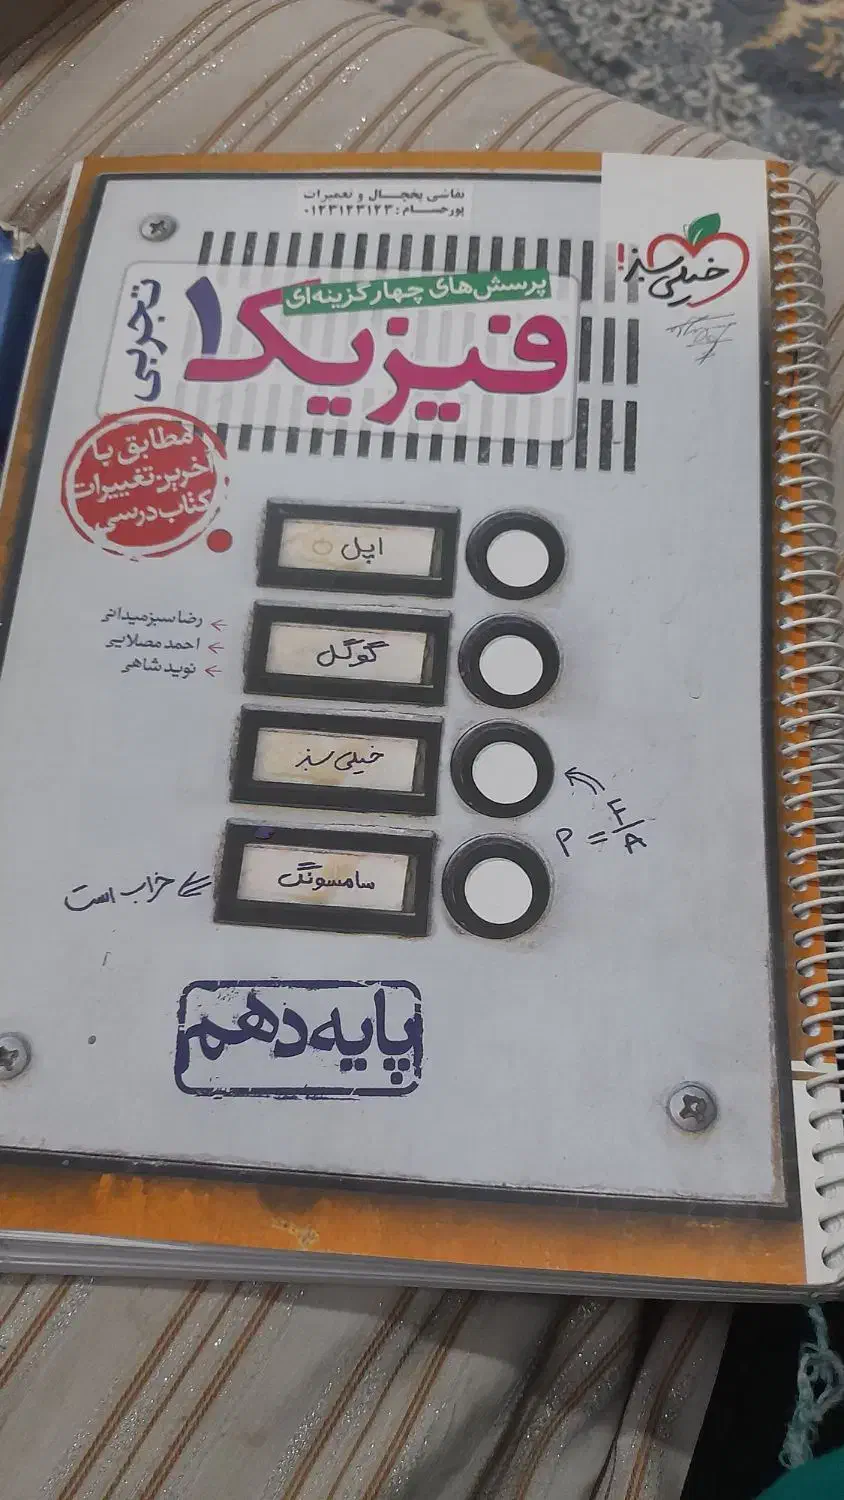 نقاشی یخچال و تعمیرات
پورحسام : ۰۱۲۳۱۲۳۱۲۳
خیلی سبز!
پرسش‌های چهارگزینه‌ای
فیزیک ۱
تجربی
مطابق با
آخرین تغییرات
کتاب درسی
اپل
گوگل
خیلی سبز
سامسونگ
رضا سبزمیدانی
احمد مصلایی
نوید شاهی
P = F/A
خراب است
پایه دهم